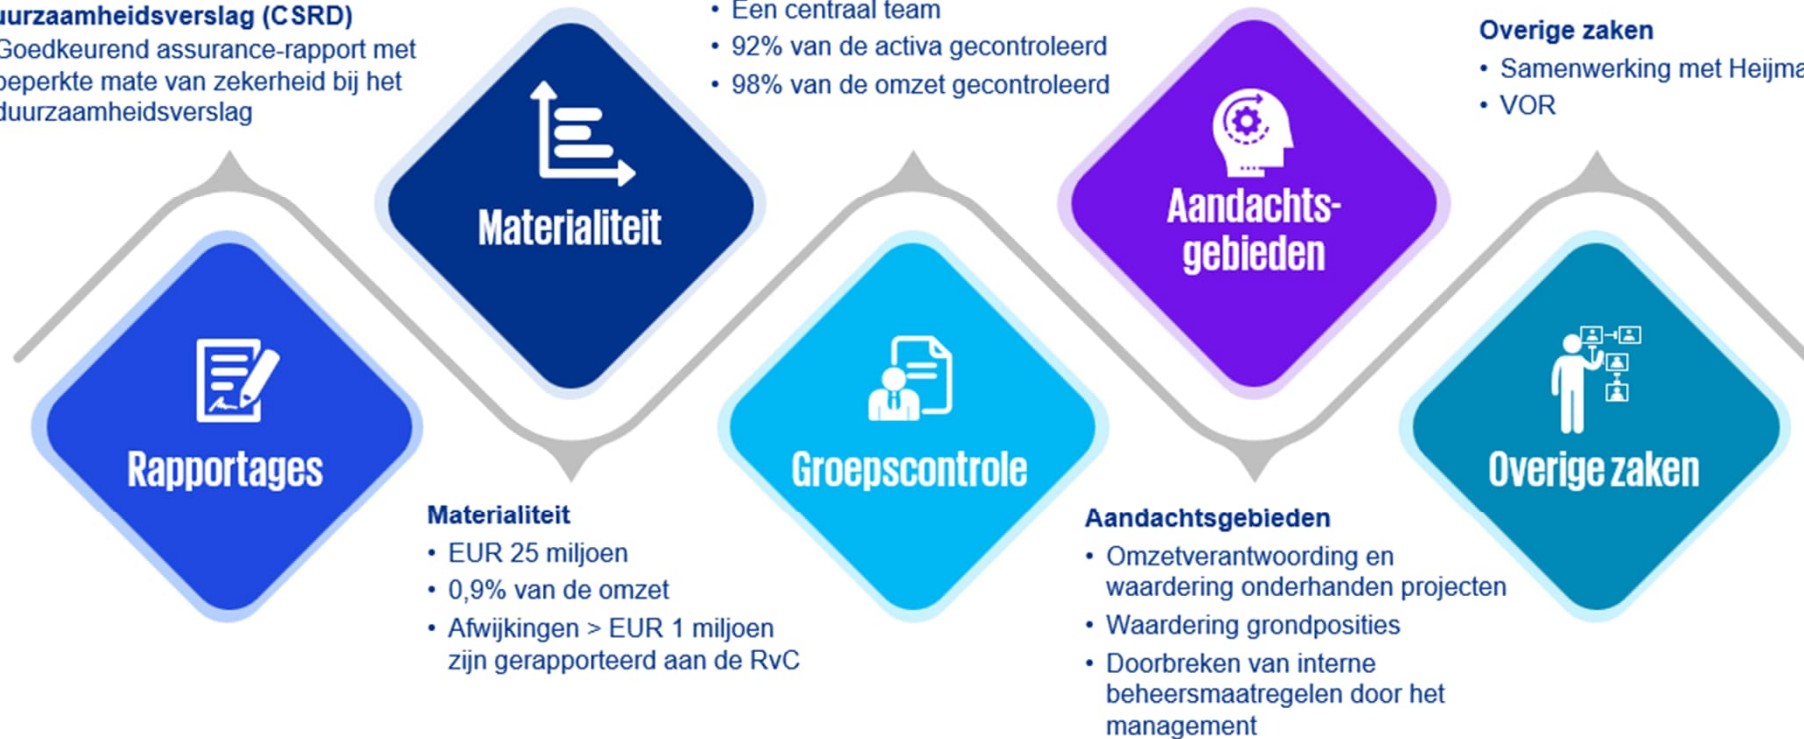 uurzaamheidsverslag (CSRD)
Goedkeurend assurance-rapport met
beperkte mate van zekerheid bij het
duurzaamheidsverslag
Rapportages
Materialiteit
Materialiteit
• EUR 25 miljoen
• 0,9% van de omzet
• Afwijkingen > EUR 1 miljoen
zijn gerapporteerd aan de RvC
• Een centraal team
• 92% van de activa gecontroleerd
• 98% van de omzet gecontroleerd
Groepscontrole
Aandachts-
gebieden
Aandachtsgebieden
• Omzetverantwoording en
waardering onderhanden projecten
• Waardering grondposities
• Doorbreken van interne
beheersmaatregelen door het
management
Overige zaken
• Samenwerking met Heijma
• VOR
Overige zaken